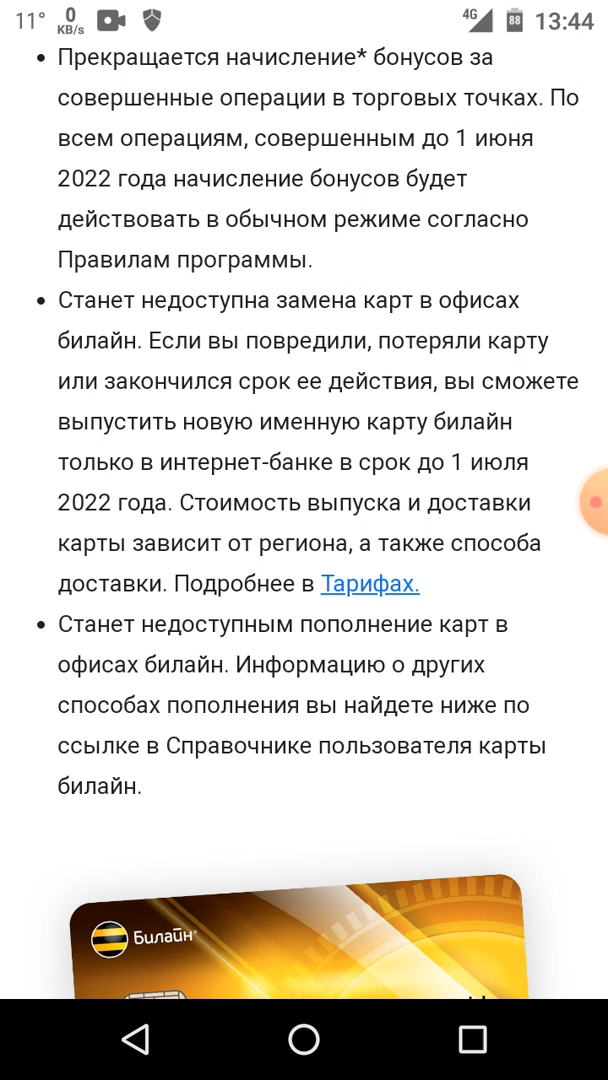 11°
0
KB/s
4G
88
13:44
• Прекращается начисление* бонусов за
совершенные операции в торговых точках. По
всем операциям, совершенным до 1 июня
2022 года начисление бонусов будет
действовать в обычном режиме согласно
Правилам программы.
• Станет недоступна замена карт в офисах
билайн. Если вы повредили, потеряли карту
или закончился срок ее действия, вы сможете
выпустить новую именную карту билайн
только в интернет-банке в срок до 1 июля
2022 года. Стоимость выпуска и доставки
карты зависит от региона, а также способа
доставки. Подробнее в Тарифах.
• Станет недоступным пополнение карт в
офисах билайн. Информацию о других
способах пополнения вы найдете ниже по
ссылке в Справочнике пользователя карты
билайн.
Билайн